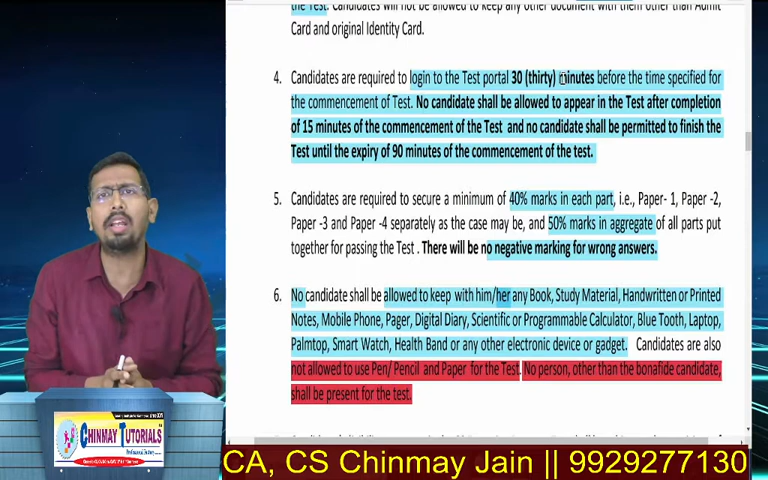 the Test. Candidates will not be allowed to keep any other document with them other than Admit
Card and original Identity Card.
4. Candidates are required to login to the Test portal 30 (thirty) minutes before the time specified for
the commencement of Test. No candidate shall be allowed to appear in the Test after completion
of 15 minutes of the commencement of the Test and no candidate shall be permitted to finish the
Test until the expiry of 90 minutes of the commencement of the test.
5. Candidates are required to secure a minimum of 40% marks in each part, i.e., Paper- 1, Paper -2,
Paper -3 and Paper -4 separately as the case may be, and 50% marks in aggregate of all parts put
together for passing the Test . There will be no negative marking for wrong answers.
6. No candidate shall be allowed to keep with him/her any Book, Study Material, Handwritten or Printed
Notes, Mobile Phone, Pager, Digital Diary, Scientific or Programmable Calculator, Blue Tooth, Laptop,
Palmtop, Smart Watch, Health Band or any other electronic device or gadget. Candidates are also
not allowed to use Pen/ Pencil and Paper for the Test. No person, other than the bonafide candidate,
shall be present for the test.
CHINMAY TUTORIALS
CA, CS Chinmay Jain || 9929277130